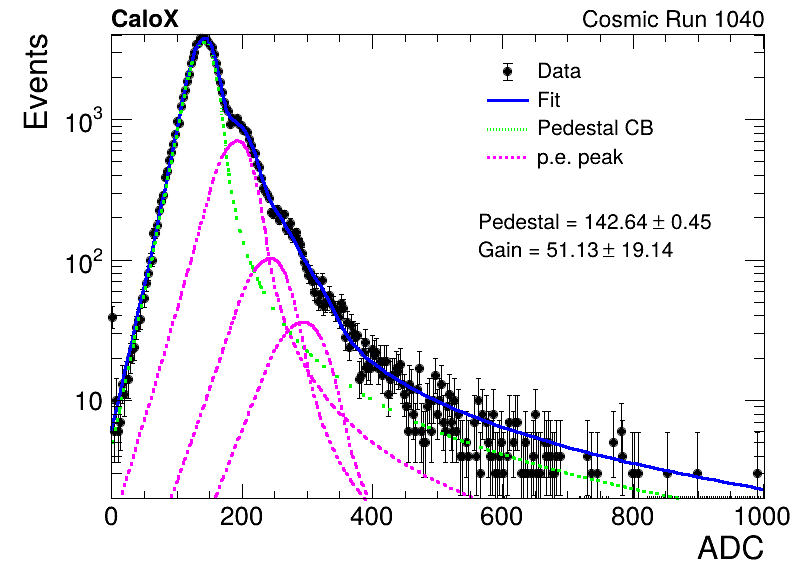 CaloX Cosmic Run 1040
Events
Data
Fit
Pedestal CB
p.e. peak
Pedestal = 142.64 ± 0.45
Gain = 51.13 ± 19.14
10³
10²
10
0 200 400 600 800 1000
ADC